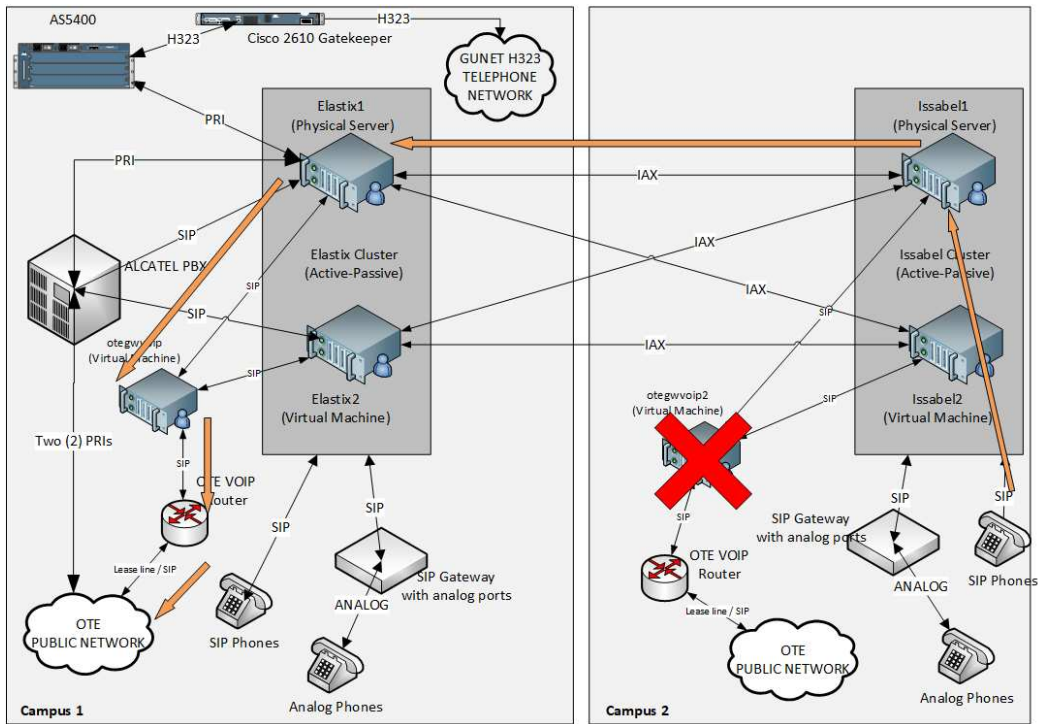 AS5400
H323
H323
Cisco 2610 Gatekeeper
GUNET H323
TELEPHONE
NETWORK
PRI
Elastix1
(Physical Server)
Issabel1
(Physical Server)
PRI
IAX
SIP
ALCATEL PBX
IAX
Elastix Cluster
(Active-Passive)
Issabel Cluster
(Active-Passive)
SIP
IAX
SIP
SIP
(Virtual Machine)
IAX
SIP
Elastix2
(Virtual Machine)
otegwvoip2
(Virtual Machine)
SIP
Issabel2
(Virtual Machine)
Two (2) PRIs
SIP
OTE VOIP
Router
SIP
SIP
SIP
SIP
SIP
SIP Gateway
with analog ports
SIP Phones
OTE VOIP
Router
Lease line / SIP
SIP Gateway
with analog ports
ANALOG
ANALOG
OTE
PUBLIC NETWORK
SIP Phones
Lease line / SIP
OTE
PUBLIC NETWORK
Analog Phones
Analog Phones
Campus 1
Campus 2